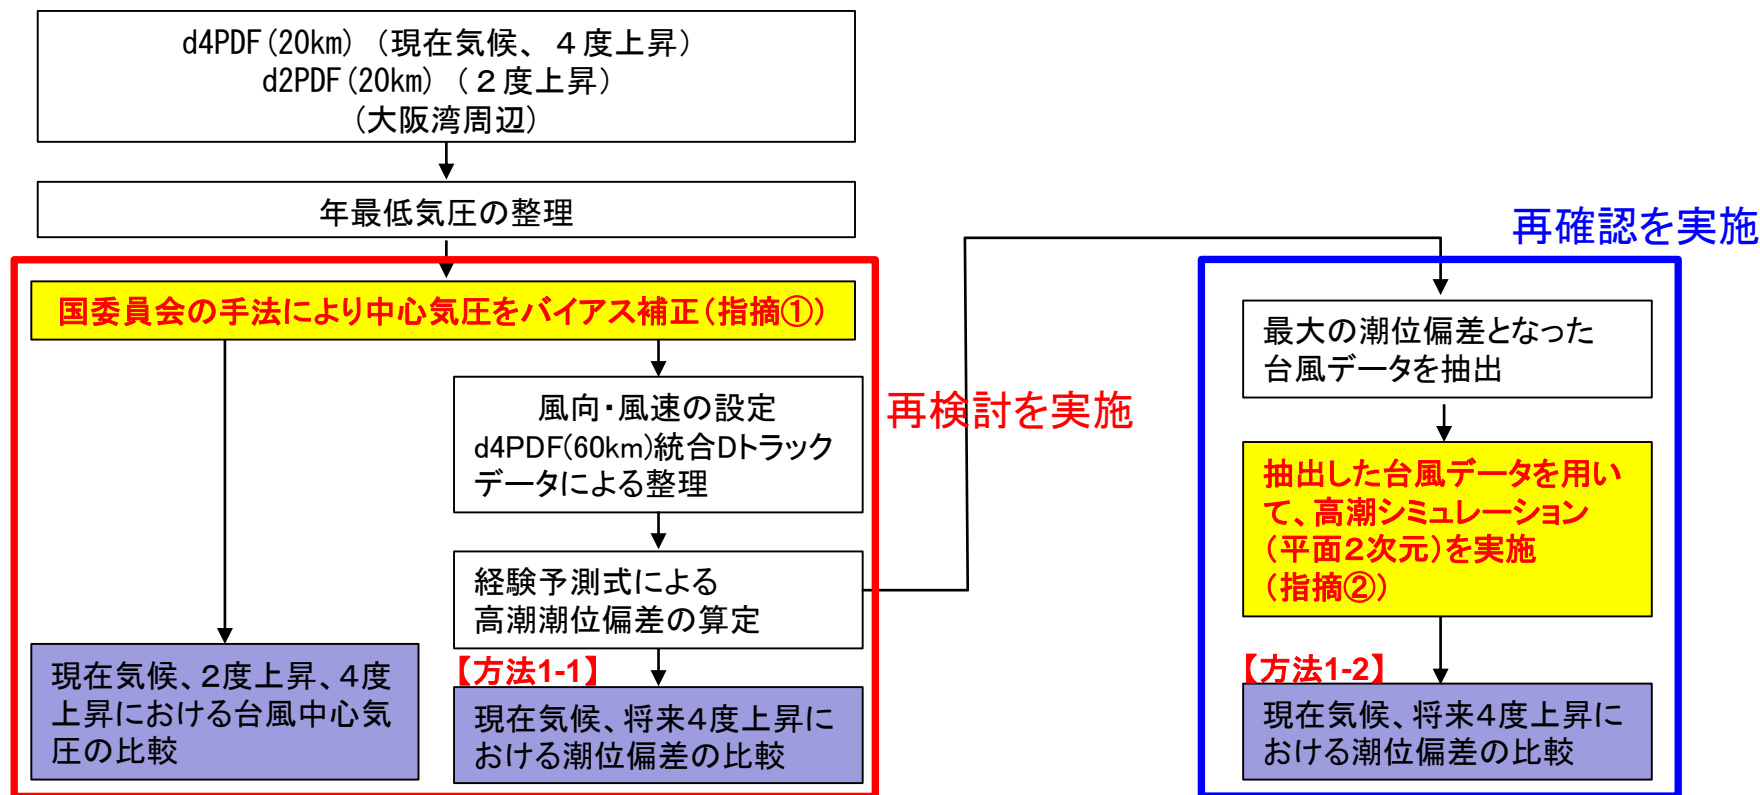 d4PDF(20km)（現在気候、４度上昇）
d2PDF(20km)（２度上昇）
（大阪湾周辺）
年最低気圧の整理
国委員会の手法により中心気圧をバイアス補正（指摘①）
風向・風速の設定
d4PDF(60km)統合Dトラック
データによる整理
再検討を実施
経験予測式による
高潮潮位偏差の算定
現在気候、２度上昇、４度
上昇における台風中心気
圧の比較
【方法1-1】
現在気候、将来４度上昇に
おける潮位偏差の比較
再確認を実施
最大の潮位偏差となった
台風データを抽出
抽出した台風データを用い
て、高潮シミュレーション
（平面２次元）を実施
（指摘②）
【方法1-2】
現在気候、将来４度上昇に
おける潮位偏差の比較